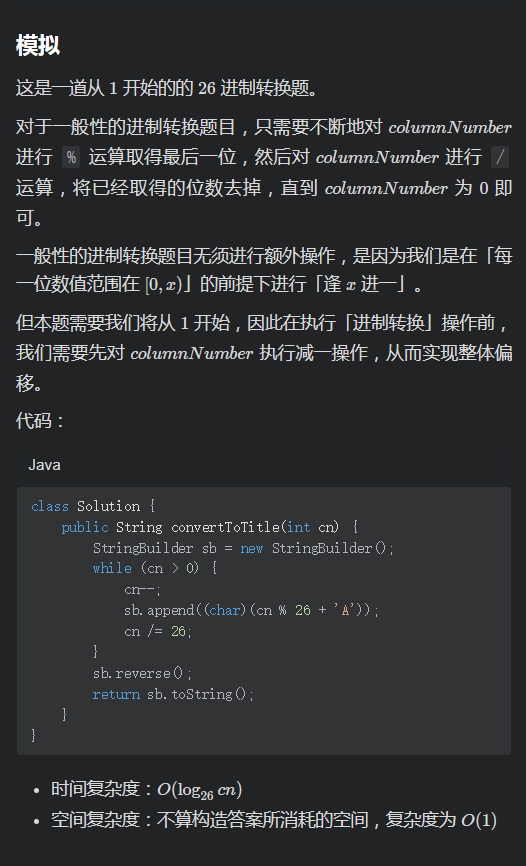 模拟
这是一道从 1 开始的的 26 进制转换题。
对于一般性的进制转换题目，只需要不断地对 columnNumber
进行 % 运算取得最后一位，然后对 columnNumber 进行 /
运算，将已经取得的位数去掉，直到 columnNumber 为 0 即
可。
一般性的进制转换题目无须进行额外操作，是因为我们是在「每
一位数值范围在 [0, x)」的前提下进行「逢 x 进一」。
但本题需要我们将从 1 开始，因此在执行「进制转换」操作前，
我们需要先对 columnNumber 执行减一操作，从而实现整体偏
移。
代码：
Java
class Solution {
    public String convertToTitle(int cn) {
        StringBuilder sb = new StringBuilder();
        while (cn > 0) {
            cn--;
            sb.append((char)(cn % 26 + 'A'));
            cn /= 26;
        }
        sb.reverse();
        return sb.toString();
    }
}
• 时间复杂度：O(log₂₆ cn)
• 空间复杂度：不算构造答案所消耗的空间，复杂度为 O(1)